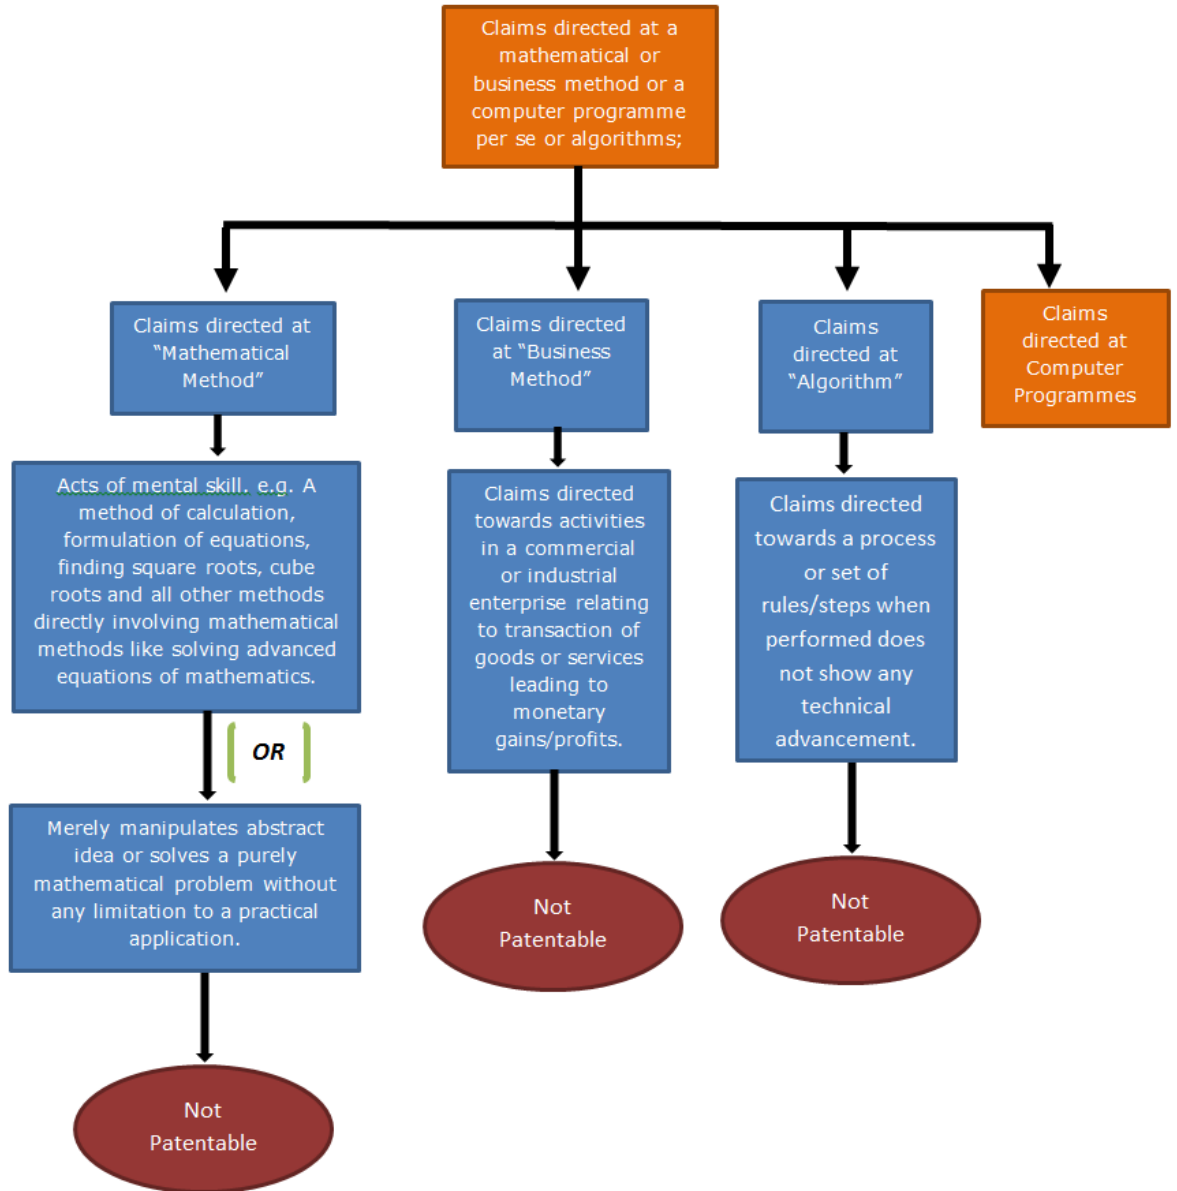 Claims directed at a
mathematical or
business method or a
computer programme
per se or algorithms;
Claims directed at
“Mathematical
Method”
Claims directed
at “Business
Method”
Claims
directed at
“Algorithm”
Claims
directed at
Computer
Programmes
Acts of mental skill. e.g. A
method of calculation,
formulation of equations,
finding square roots, cube
roots and all other methods
directly involving mathematical
methods like solving advanced
equations of mathematics.
Claims directed
towards activities
in a commercial
or industrial
enterprise relating
to transaction of
goods or services
leading to
monetary
gains/profits.
Claims directed
towards a process
or set of
rules/steps when
performed does
not show any
technical
advancement.
OR
Merely manipulates abstract
idea or solves a purely
mathematical problem without
any limitation to a practical
application.
Not
Patentable
Not
Patentable
Not
Patentable